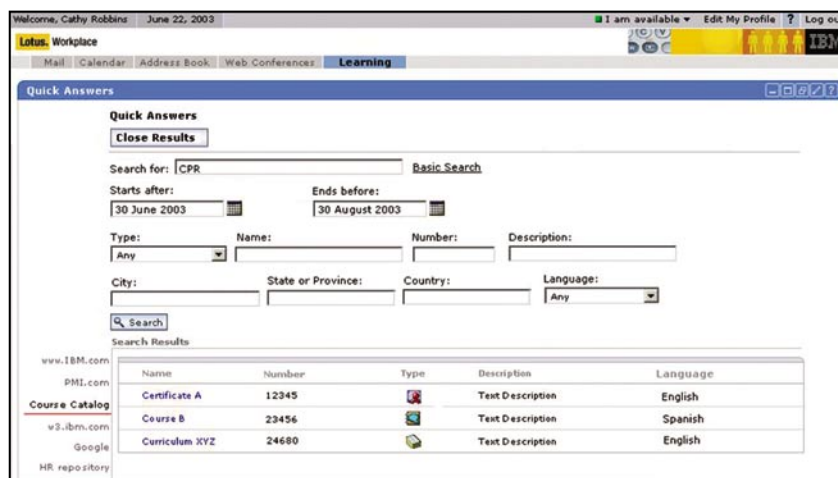 Welcome, Cathy Robbins June 22, 2003 I am available Edit My Profile ? Log ou
Lotus. Workplace IBM
Mail Calendar Address Book Web Conferences Learning
Quick Answers
Quick Answers
Close Results
Search for: CPR Basic Search
Starts after: Ends before:
30 June 2003 30 August 2003
Type: Name: Number: Description:
Any
City: State or Province: Country: Language:
Any
Search
Search Results
www.IBM.com
PMI.com
Course Catalog
v3.ibm.com
Google
HR repository
Name Number Type Description Language
Certificate A 12345 Text Description English
Course B 23456 Text Description Spanish
Curriculum XYZ 24680 Text Description English